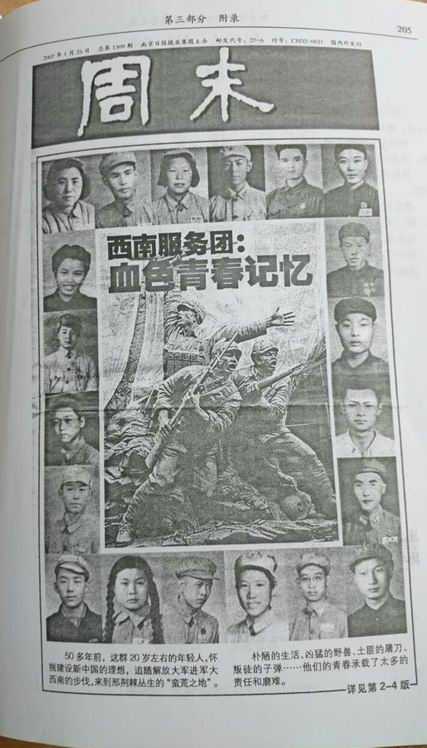 第三部分 附录
205
2007年1月25日 总第1309期 南京日报报业集团主办 邮发代号：27-6 刊号：CN32-0031 国内外发行
周末
西南服务团：
血色青春记忆
50多年前，这群20岁左右的年轻人，怀
揣建设新中国的理想，追随解放大军进军大
西南的步伐，来到那荆棘丛生的“蛮荒之地”。
朴陋的生活、凶猛的野兽、土匪的屠刀、
叛徒的子弹……他们的青春承载了太多的
责任和磨难。
详见第2-4版